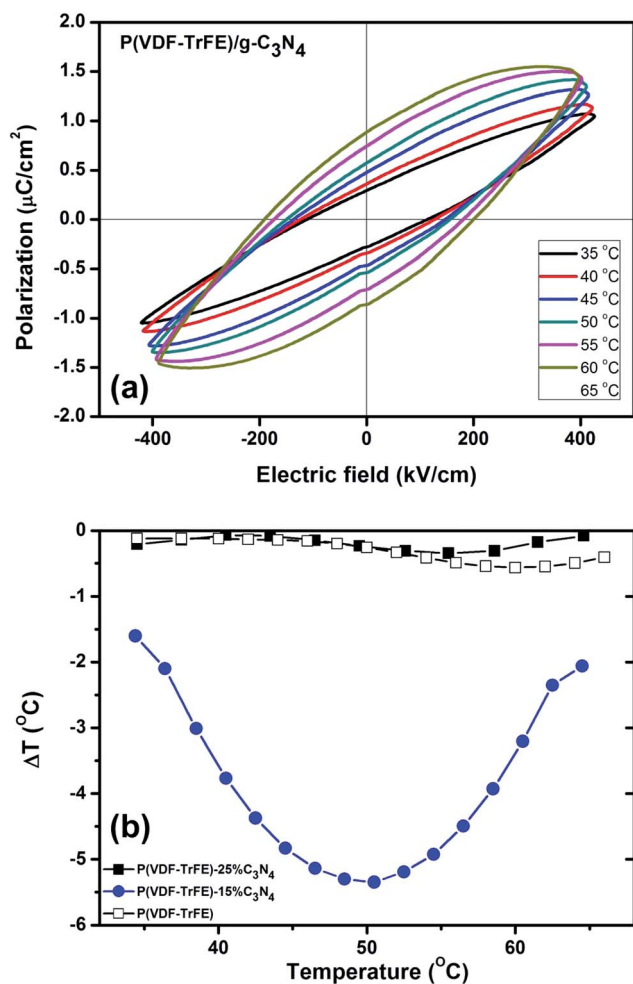 (a)
P(VDF-TrFE)/g-C₃N₄
Polarization (μC/cm²)
2.0
1.5
1.0
0.5
0.0
-0.5
-1.0
-1.5
-2.0
35 °C
40 °C
45 °C
50 °C
55 °C
60 °C
65 °C
-400 -200 0 200 400
Electric field (kV/cm)
(b)
ΔT (°C)
0
-1
-2
-3
-4
-5
-6
P(VDF-TrFE)-25%C₃N₄
P(VDF-TrFE)-15%C₃N₄
P(VDF-TrFE)
40 50 60
Temperature (°C)